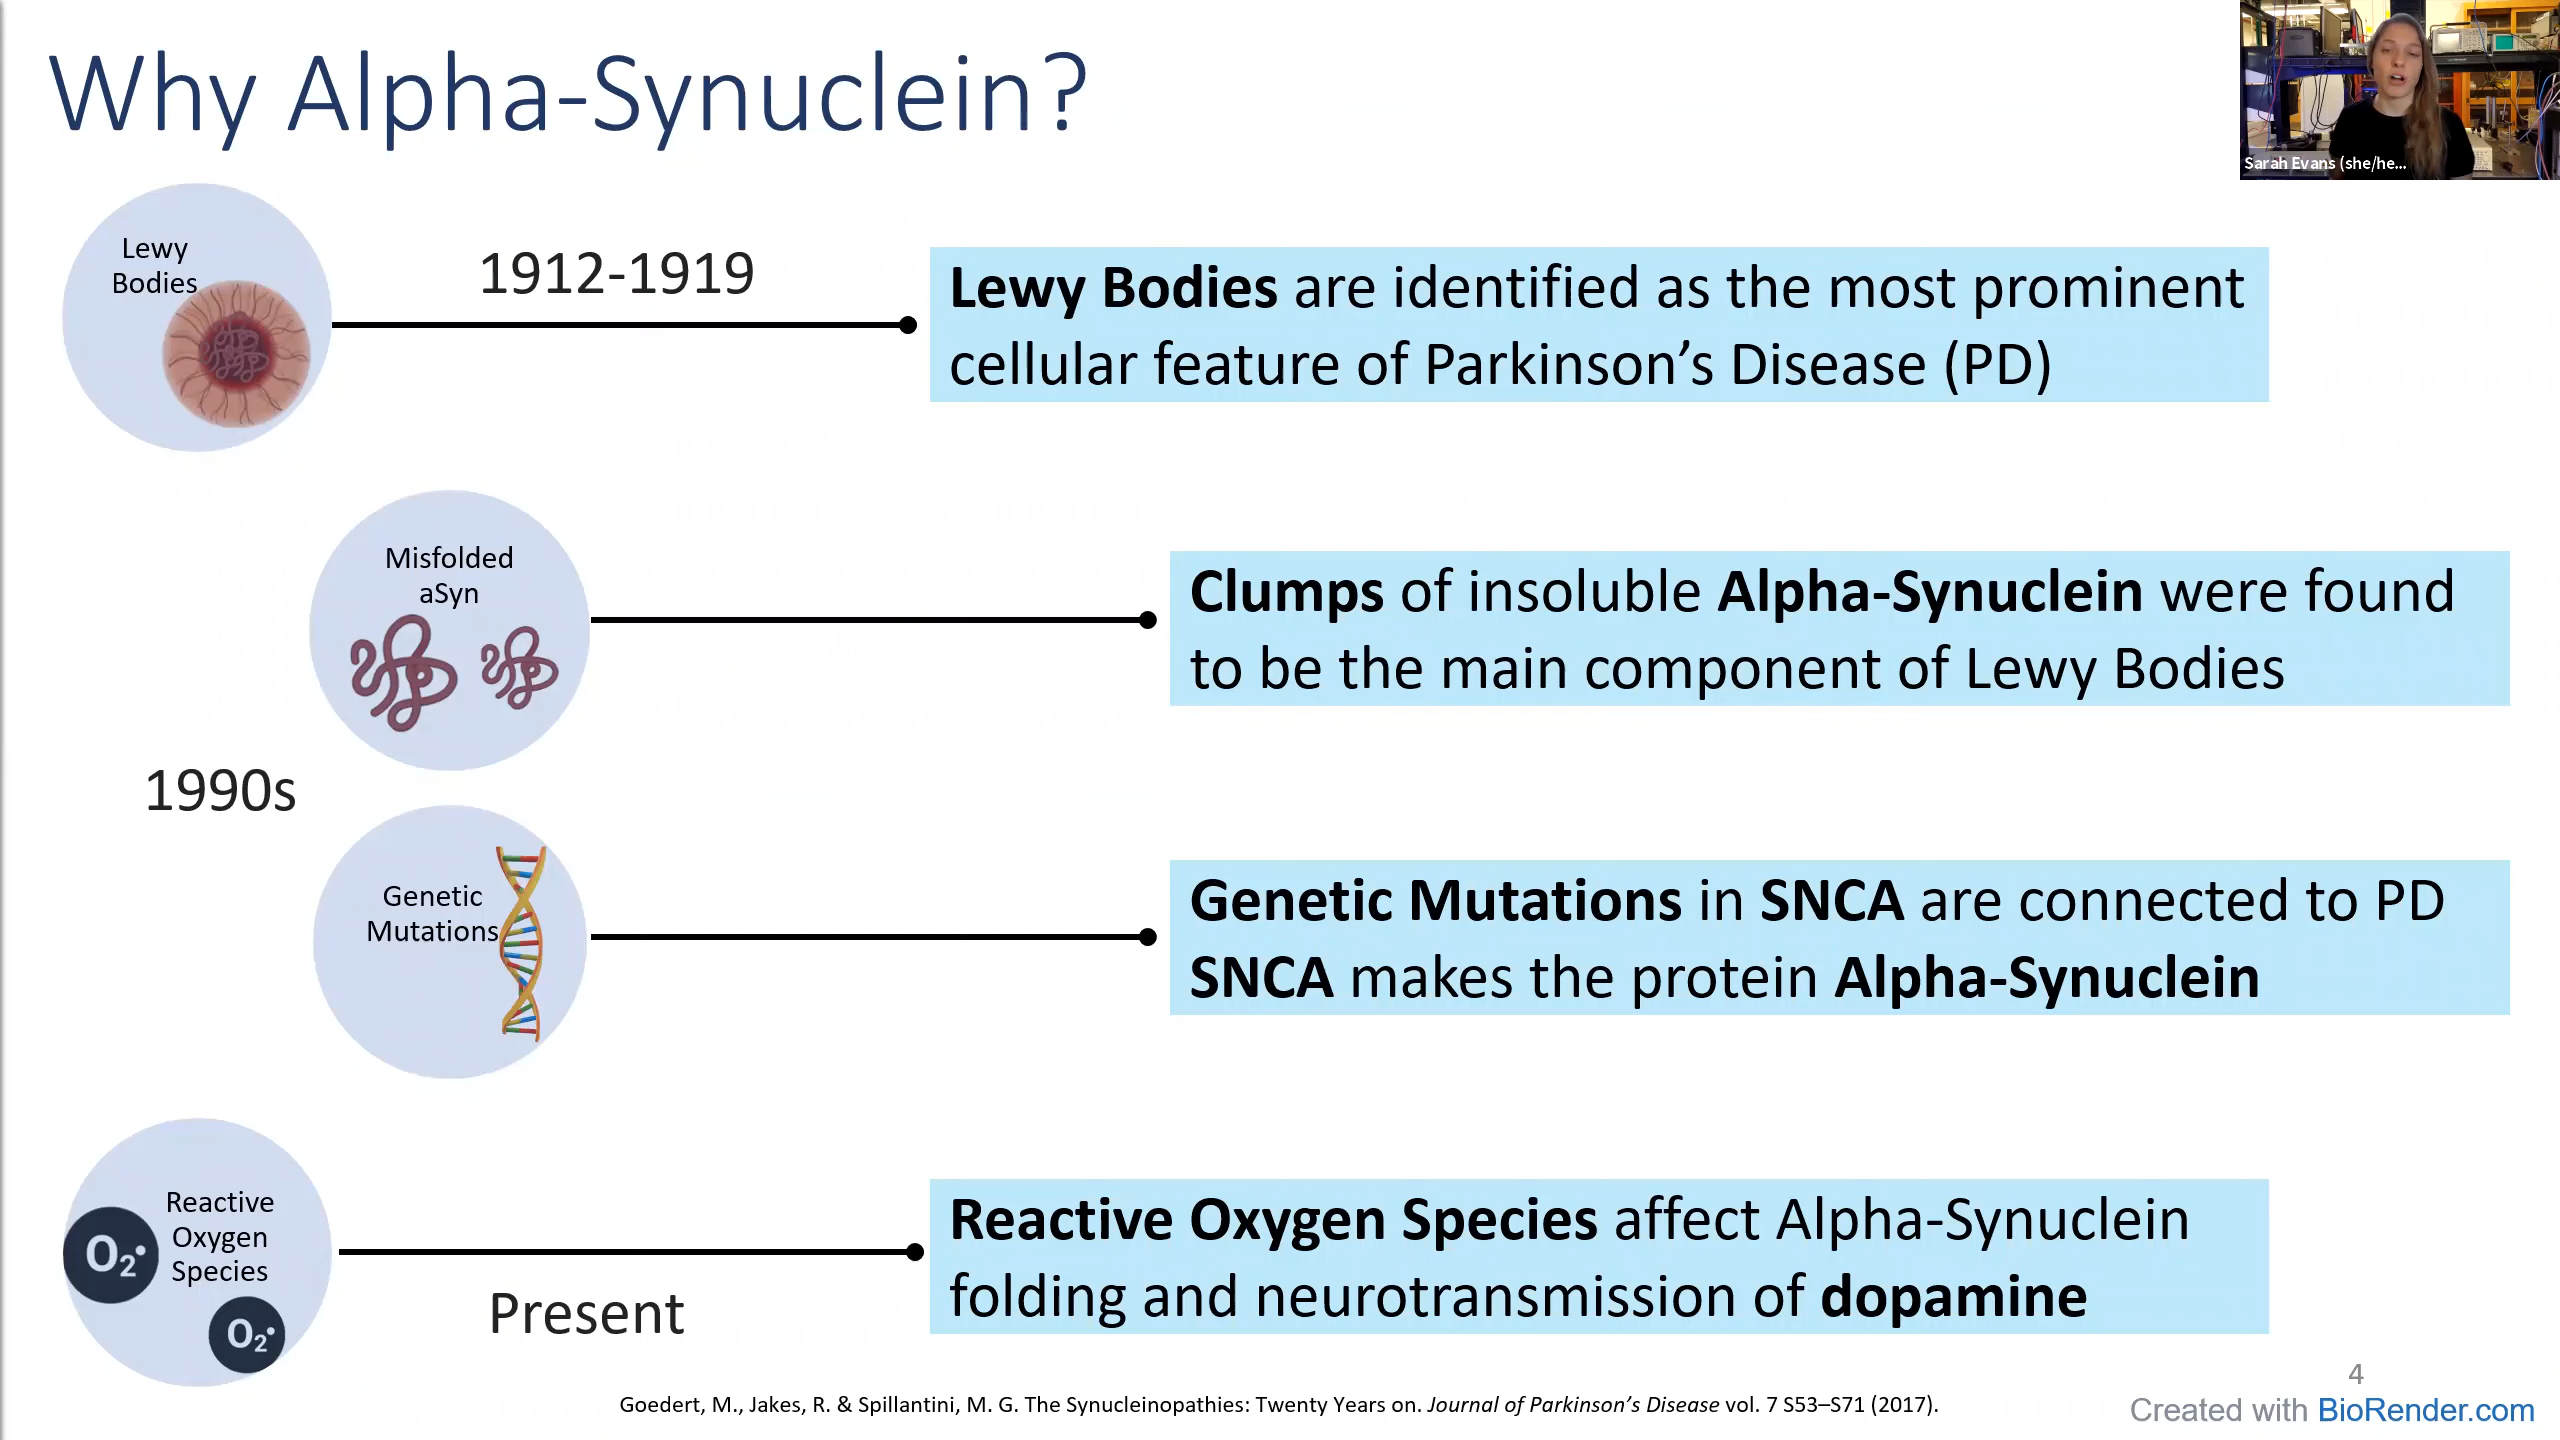 Why Alpha-Synuclein?
Sarah Evans (she/he...
Lewy
Bodies
1912-1919
Lewy Bodies are identified as the most prominent
cellular feature of Parkinson’s Disease (PD)
Misfolded
aSyn
Clumps of insoluble Alpha-Synuclein were found
to be the main component of Lewy Bodies
1990s
Genetic
Mutations
Genetic Mutations in SNCA are connected to PD
SNCA makes the protein Alpha-Synuclein
Reactive
Oxygen
Species
O₂•
O₂•
Present
Reactive Oxygen Species affect Alpha-Synuclein
folding and neurotransmission of dopamine
4
Goedert, M., Jakes, R. & Spillantini, M. G. The Synucleinopathies: Twenty Years on. Journal of Parkinson’s Disease vol. 7 S53–S71 (2017).
Created with BioRender.com